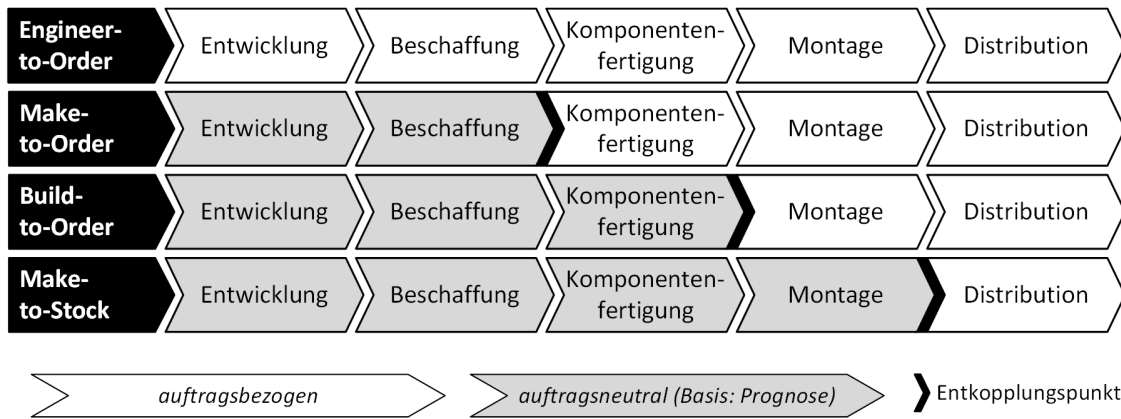 Engineer-
to-Order
Entwicklung
Beschaffung
Komponenten-
fertigung
Montage
Distribution
Make-
to-Order
Entwicklung
Beschaffung
Komponenten-
fertigung
Montage
Distribution
Build-
to-Order
Entwicklung
Beschaffung
Komponenten-
fertigung
Montage
Distribution
Make-
to-Stock
Entwicklung
Beschaffung
Komponenten-
fertigung
Montage
Distribution
auftragsbezogen
auftragsneutral (Basis: Prognose)
Entkopplungspunkt